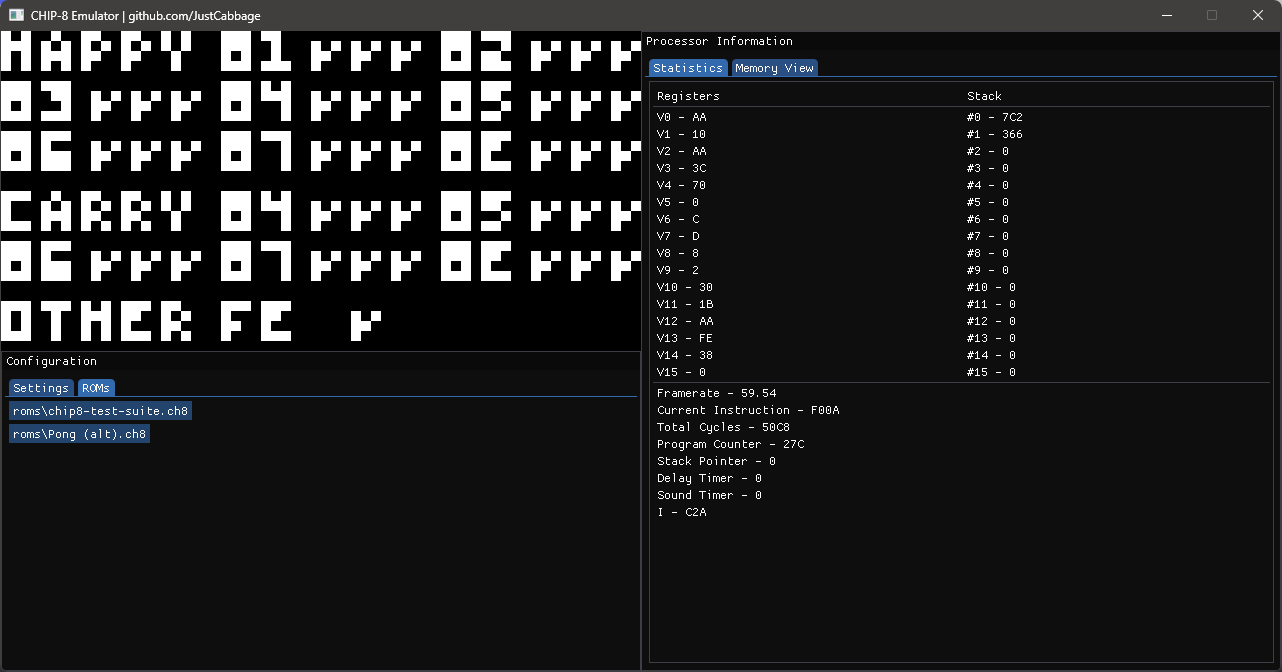 CHIP-8 Emulator | github.com/JustCabbage
HAPPY 01 ✓✓✓ 02 ✓✓✓
03 ✓✓✓ 04 ✓✓✓ 05 ✓✓✓
06 ✓✓✓ 07 ✓✓✓ 0E ✓✓✓
CARRY 04 ✓✓✓ 05 ✓✓✓
06 ✓✓✓ 07 ✓✓✓ 0E ✓✓✓
OTHER FE ✓
Configuration
Settings ROMs
roms\chip8-test-suite.ch8
roms\Pong (alt).ch8
Processor Information
Statistics Memory View
Registers Stack
V0 - AA #0 - 7C2
V1 - 10 #1 - 366
V2 - AA #2 - 0
V3 - 3C #3 - 0
V4 - 70 #4 - 0
V5 - 0 #5 - 0
V6 - C #6 - 0
V7 - D #7 - 0
V8 - 8 #8 - 0
V9 - 2 #9 - 0
V10 - 30 #10 - 0
V11 - 1B #11 - 0
V12 - AA #12 - 0
V13 - FE #13 - 0
V14 - 38 #14 - 0
V15 - 0 #15 - 0
Framerate - 59.54
Current Instruction - F00A
Total Cycles - 50C8
Program Counter - 27C
Stack Pointer - 0
Delay Timer - 0
Sound Timer - 0
I - C2A